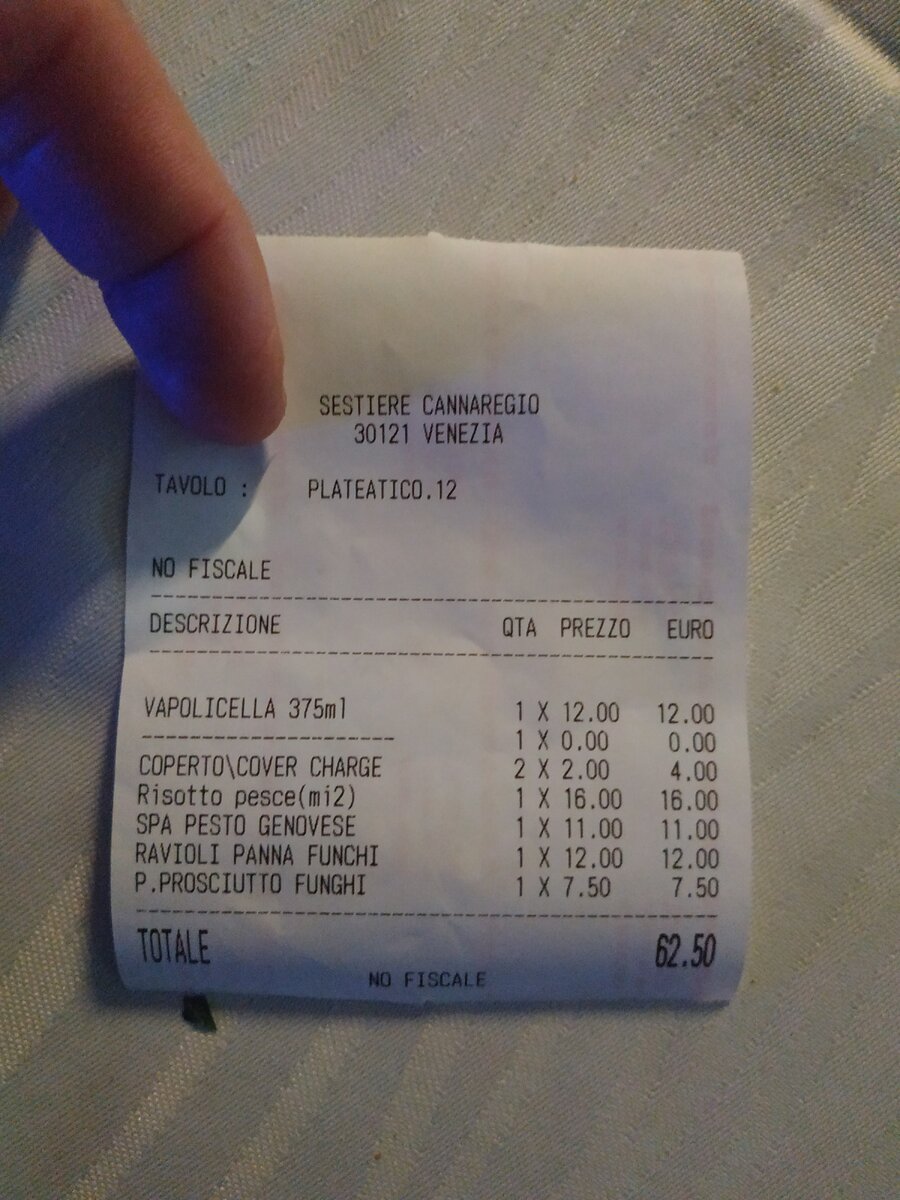 SESTIERE CANNAREGIO
30121 VENEZIA
TAVOLO : PLATEATICO.12
NO FISCALE
--------------------------------------------------
DESCRIZIONE QTA PREZZO EURO
--------------------------------------------------
VAPOLICELLA 375ml 1 X 12.00 12.00
---------------------- 1 X 0.00 0.00
COPERTO\COVER CHARGE 2 X 2.00 4.00
Risotto pesce(mi2) 1 X 16.00 16.00
SPA PESTO GENOVESE 1 X 11.00 11.00
RAVIOLI PANNA FUNCHI 1 X 12.00 12.00
P.PROSCIUTTO FUNGHI 1 X 7.50 7.50
--------------------------------------------------
TOTALE 62.50
NO FISCALE